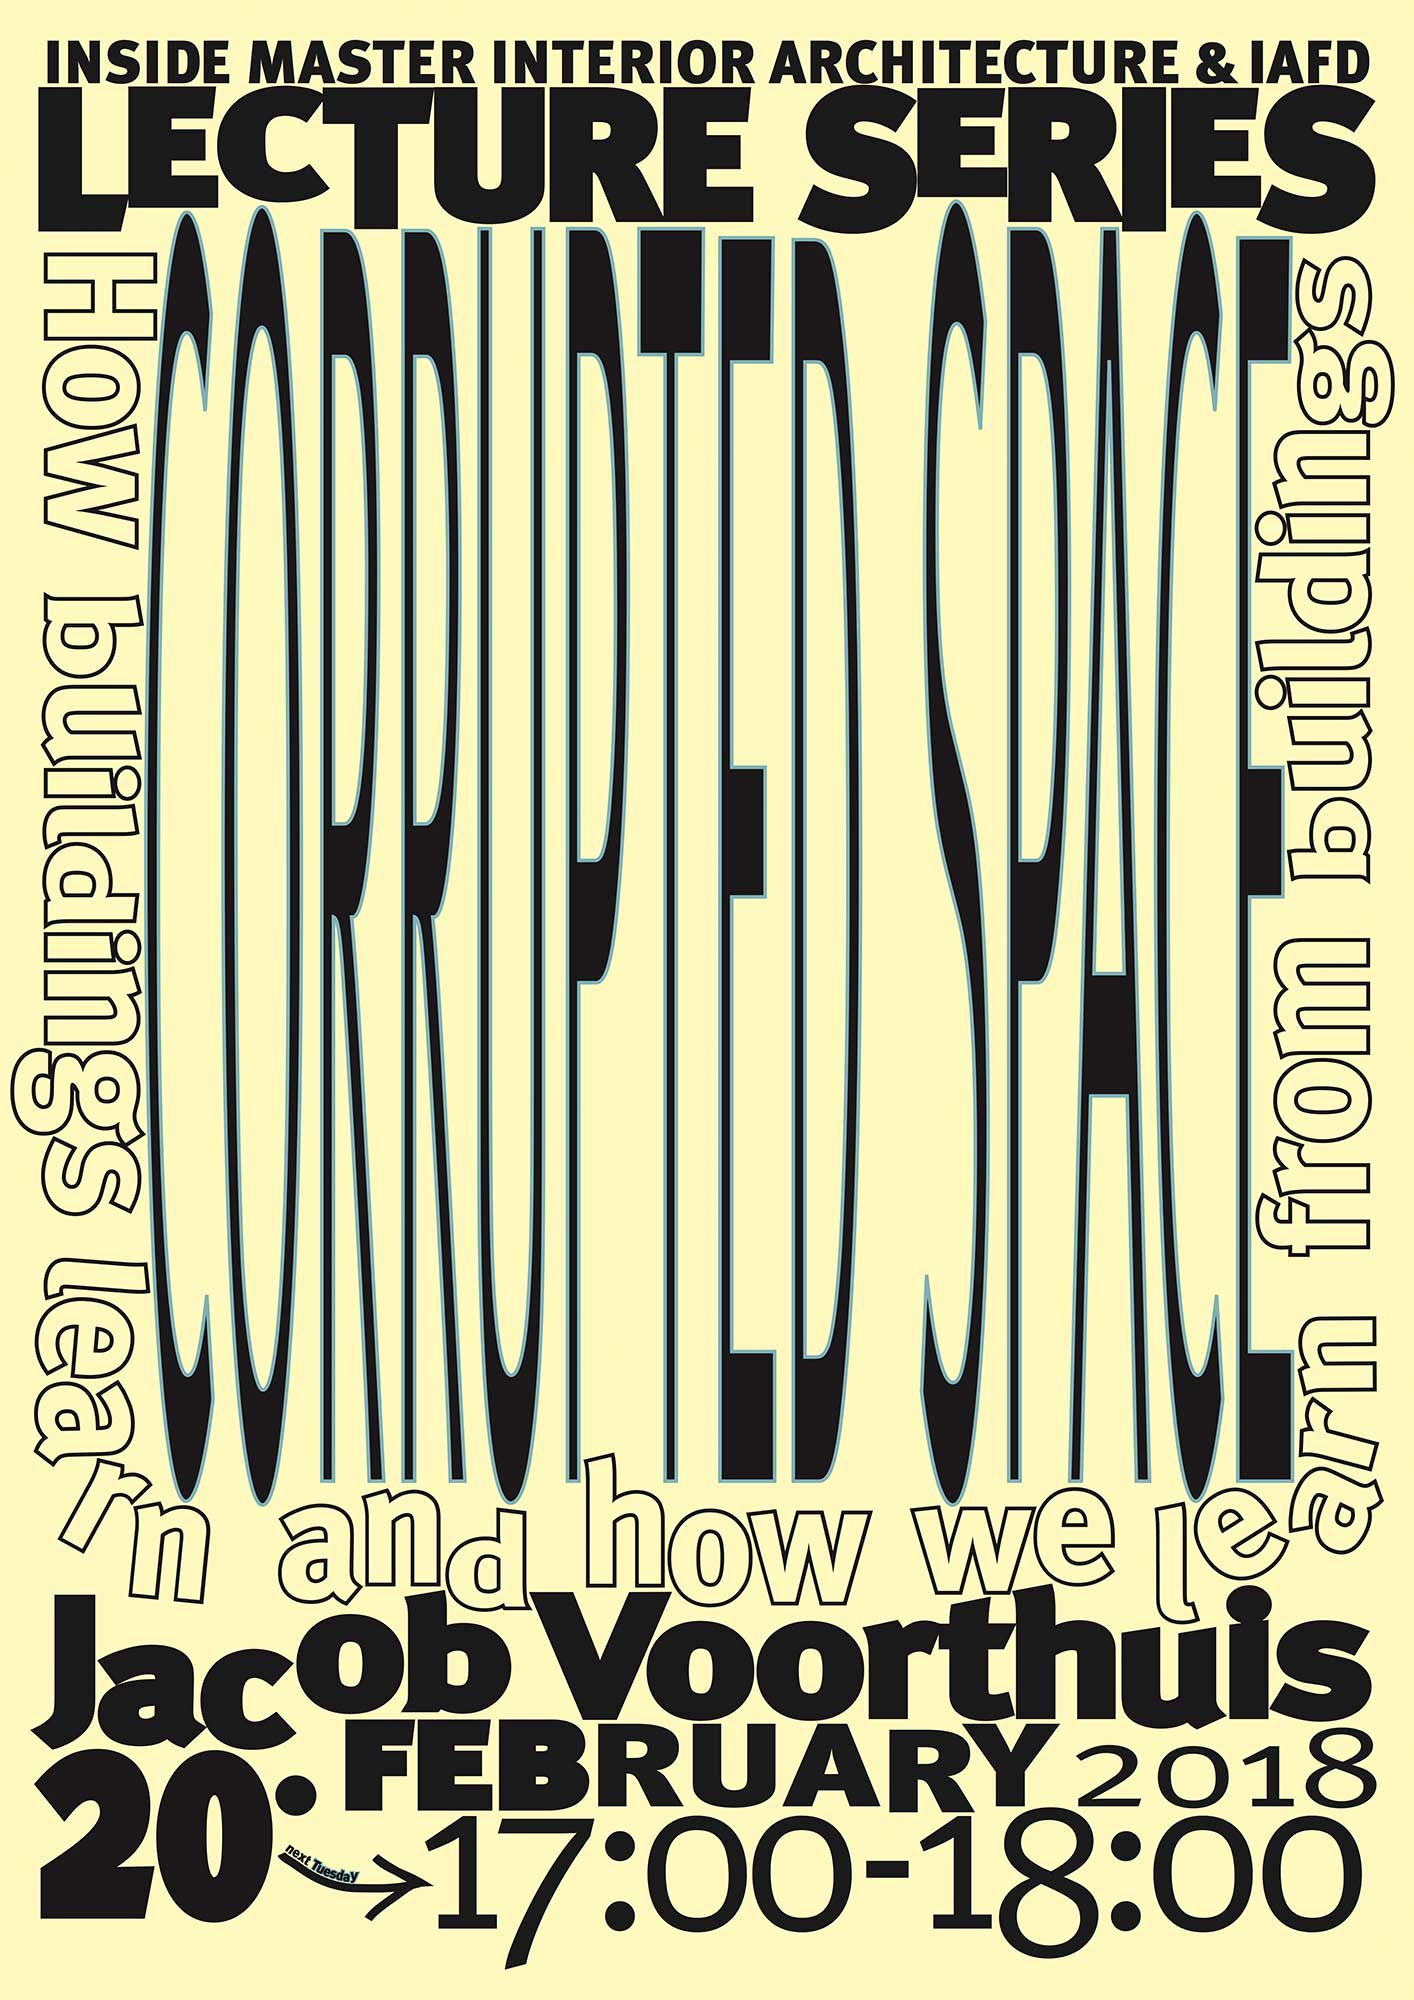 INSIDE MASTER INTERIOR ARCHITECTURE & IAFD
LECTURE SERIES
CORRUPTED SPACE
How buildings learn and how we learn from buildings
Jacob Voorthuis
20. FEBRUARY 2018
next Tuesday
17:00-18:00